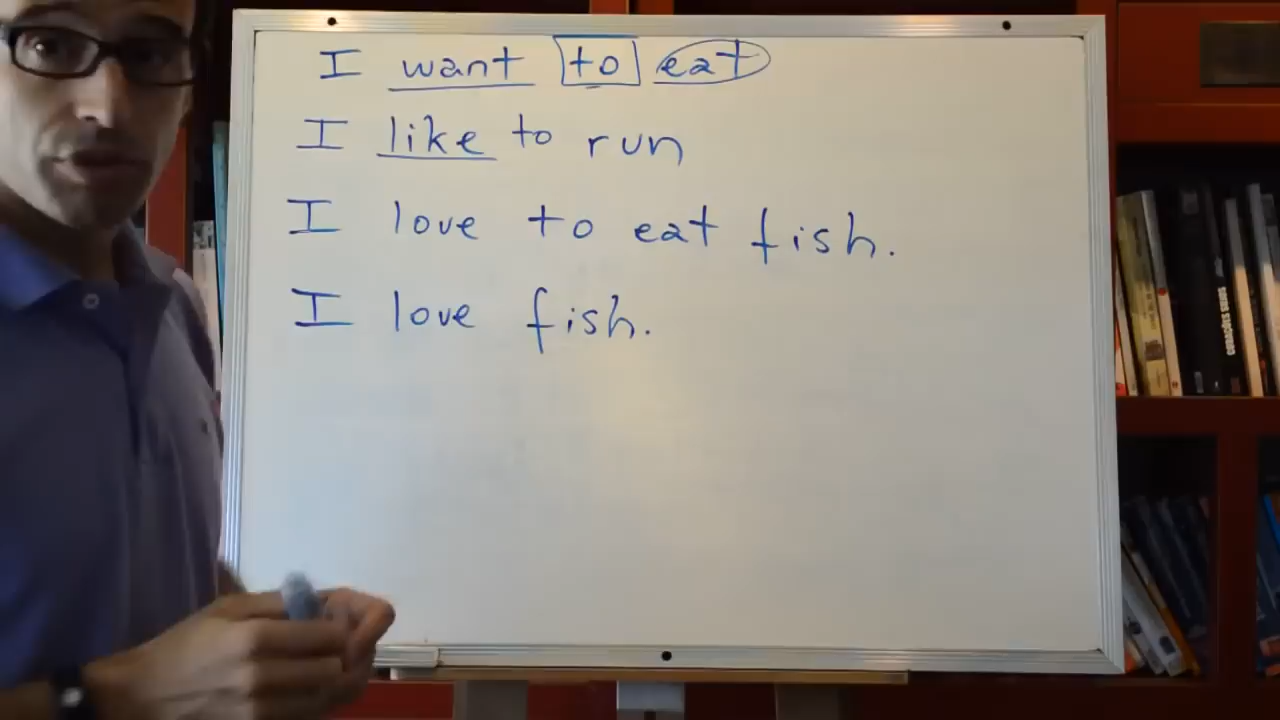 I want to eat
I like to run
I love to eat fish.
I love fish.